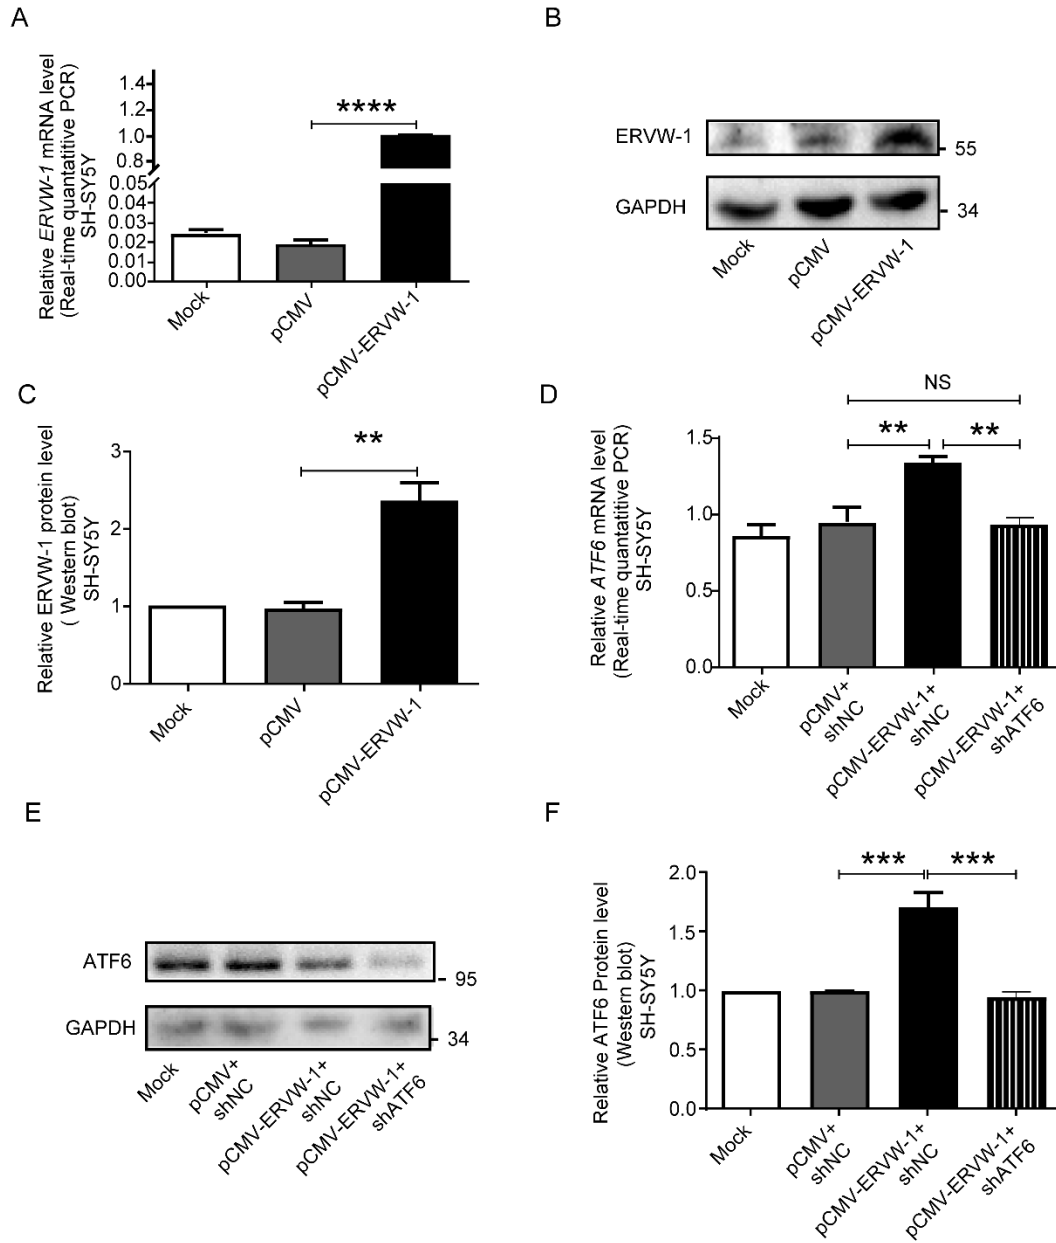 A
Relative ERVW-1 mRNA level
(Real-time quantatitive PCR)
SH-SY5Y
1.4
1.2
1.0
0.8
0.05
0.04
0.03
0.02
0.01
0.00
****
Mock
pCMV
pCMV-ERVW-1
B
ERVW-1
55
GAPDH
34
Mock
pCMV
pCMV-ERVW-1
C
Relative ERVW-1 protein level
( Western blot)
SH-SY5Y
3
2
1
0
**
Mock
pCMV
pCMV-ERVW-1
D
Relative ATF6 mRNA level
(Real-time quantatitive PCR)
SH-SY5Y
1.5
1.0
0.5
0.0
NS
**
**
Mock
pCMV+
shNC
pCMV-ERVW-1+
shNC
pCMV-ERVW-1+
shATF6
E
ATF6
95
GAPDH
34
Mock
pCMV+
shNC
pCMV-ERVW-1+
shNC
pCMV-ERVW-1+
shATF6
F
Relative ATF6 Protein level
(Western blot)
SH-SY5Y
2.0
1.5
1.0
0.5
0.0
***
***
Mock
pCMV+
shNC
pCMV-ERVW-1+
shNC
pCMV-ERVW-1+
shATF6